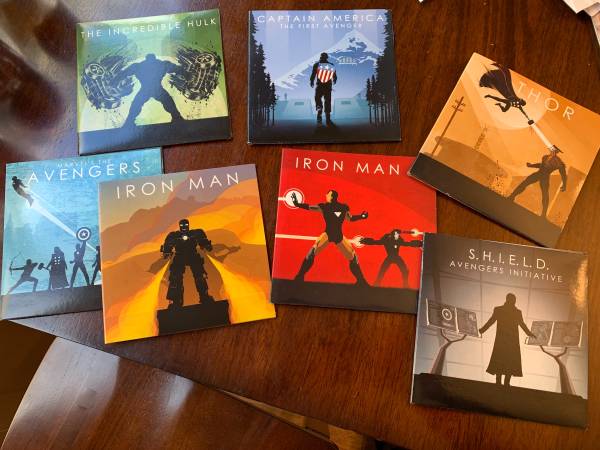 THE INCREDIBLE HULK
CAPTAIN AMERICA
THE FIRST AVENGER
THOR
MARVEL'S THE
AVENGERS
IRON MAN
IRON MAN
S.H.I.E.L.D.
AVENGERS INITIATIVE